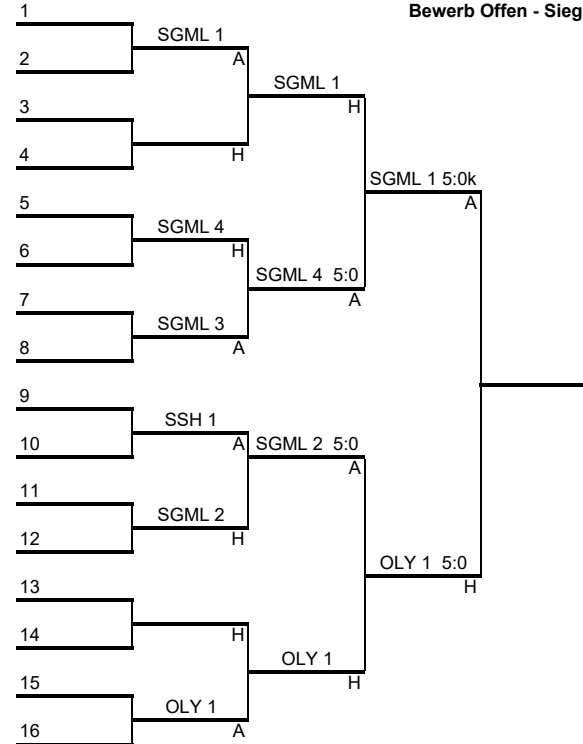 Bewerb Offen - Sieg
1
SGML 1
2
A
SGML 1
3
H
4
H
SGML 1 5:0k
A
5
SGML 4
6
H
SGML 4 5:0
7
A
SGML 3
8
A
9
SSH 1
10
A
SGML 2 5:0
A
11
SGML 2
12
H
OLY 1 5:0
H
13
14
H
OLY 1
15
H
OLY 1
16
A